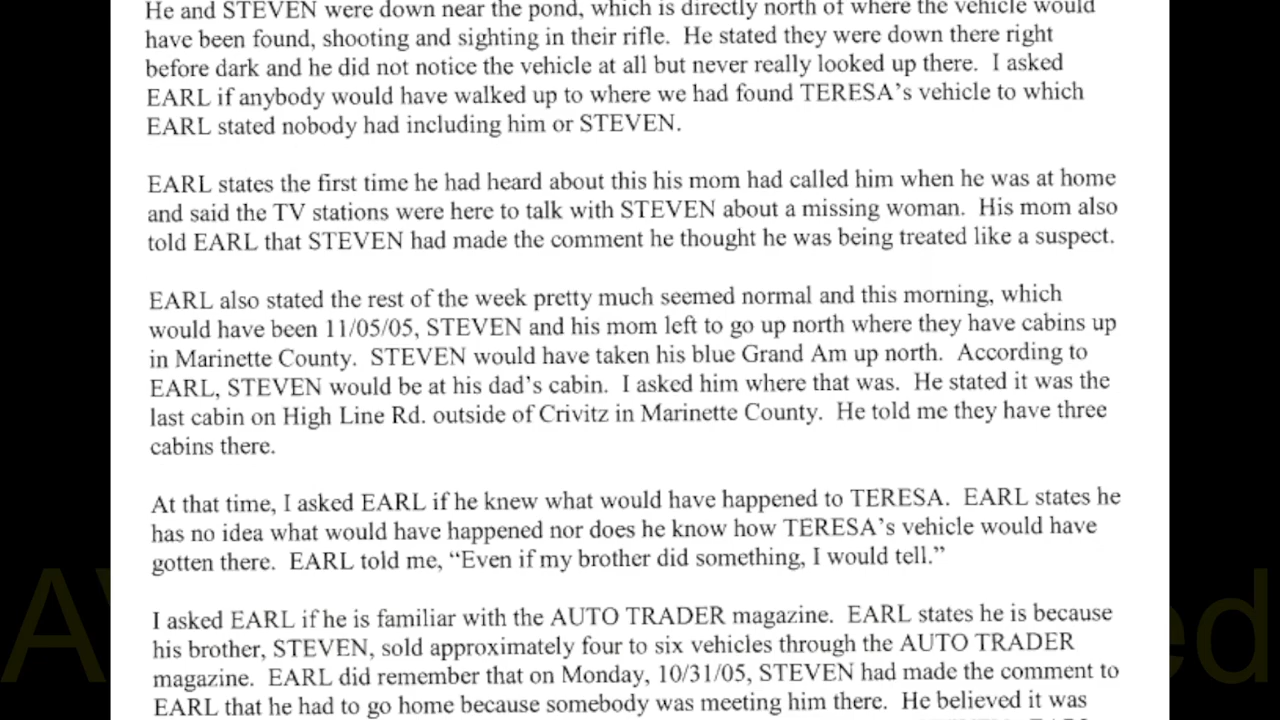 He and STEVEN were down near the pond, which is directly north of where the vehicle would
have been found, shooting and sighting in their rifle. He stated they were down there right
before dark and he did not notice the vehicle at all but never really looked up there. I asked
EARL if anybody would have walked up to where we had found TERESA's vehicle to which
EARL stated nobody had including him or STEVEN.
EARL states the first time he had heard about this his mom had called him when he was at home
and said the TV stations were here to talk with STEVEN about a missing woman. His mom also
told EARL that STEVEN had made the comment he thought he was being treated like a suspect.
EARL also stated the rest of the week pretty much seemed normal and this morning, which
would have been 11/05/05, STEVEN and his mom left to go up north where they have cabins up
in Marinette County. STEVEN would have taken his blue Grand Am up north. According to
EARL, STEVEN would be at his dad's cabin. I asked him where that was. He stated it was the
last cabin on High Line Rd. outside of Crivitz in Marinette County. He told me they have three
cabins there.
At that time, I asked EARL if he knew what would have happened to TERESA. EARL states he
has no idea what would have happened nor does he know how TERESA's vehicle would have
gotten there. EARL told me, “Even if my brother did something, I would tell.”
I asked EARL if he is familiar with the AUTO TRADER magazine. EARL states he is because
his brother, STEVEN, sold approximately four to six vehicles through the AUTO TRADER
magazine. EARL did remember that on Monday, 10/31/05, STEVEN had made the comment to
EARL that he had to go home because somebody was meeting him there. He believed it was